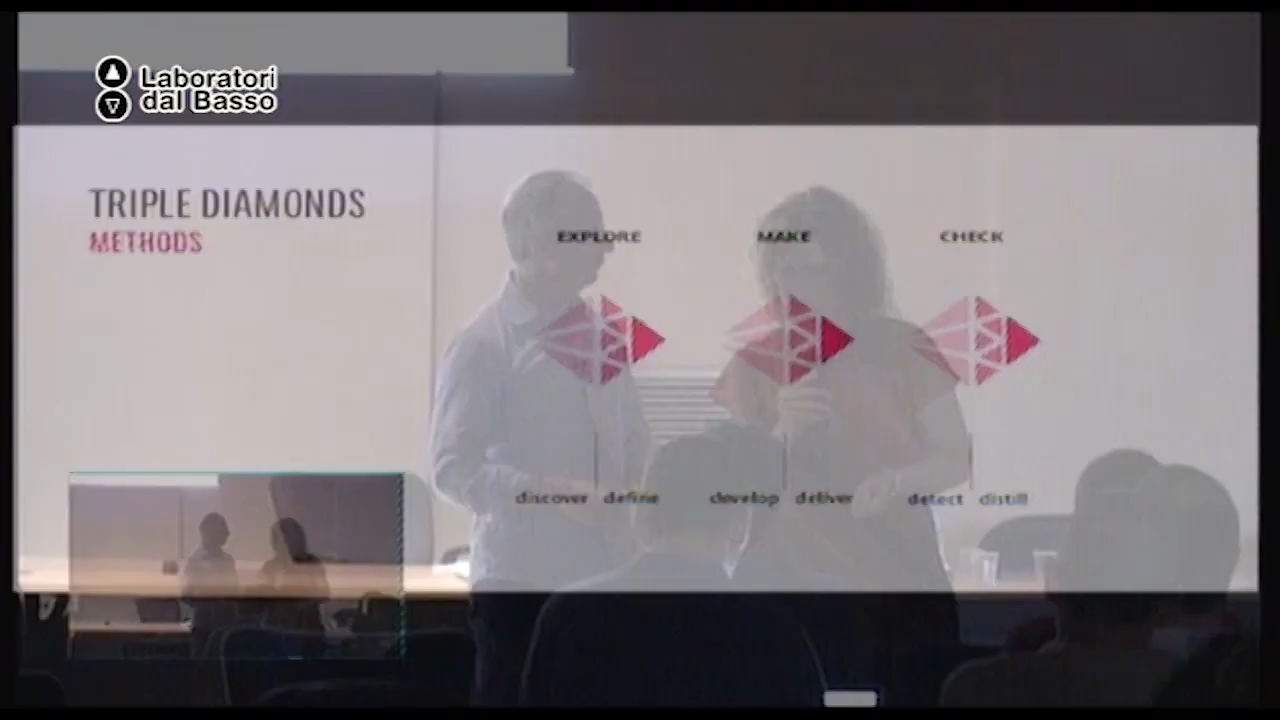 Laboratori
dal Basso
TRIPLE DIAMONDS
METHODS
EXPLORE MAKE CHECK
discover define develop deliver detect distill